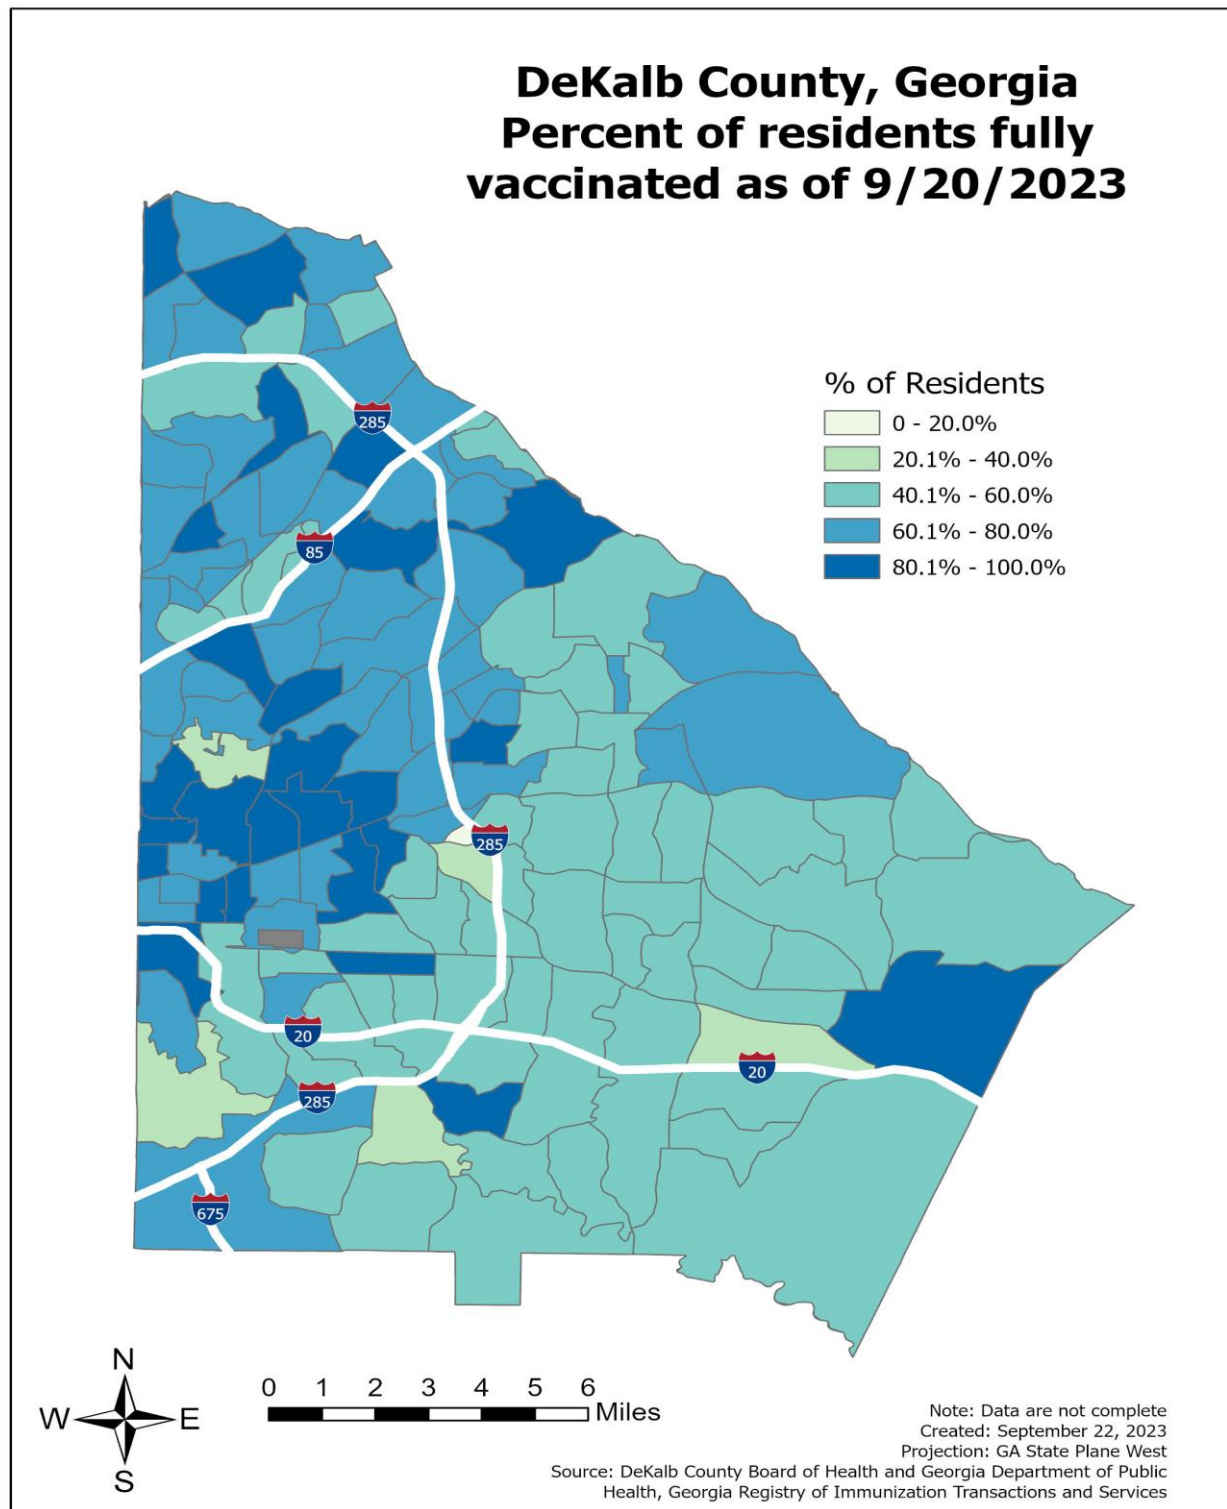 DeKalb County, Georgia
Percent of residents fully
vaccinated as of 9/20/2023
% of Residents
0 - 20.0%
20.1% - 40.0%
40.1% - 60.0%
60.1% - 80.0%
80.1% - 100.0%
285
85
285
20
20
285
675
N
W
E
S
0 1 2 3 4 5 6
Miles
Note: Data are not complete
Created: September 22, 2023
Projection: GA State Plane West
Source: DeKalb County Board of Health and Georgia Department of Public
Health, Georgia Registry of Immunization Transactions and Services